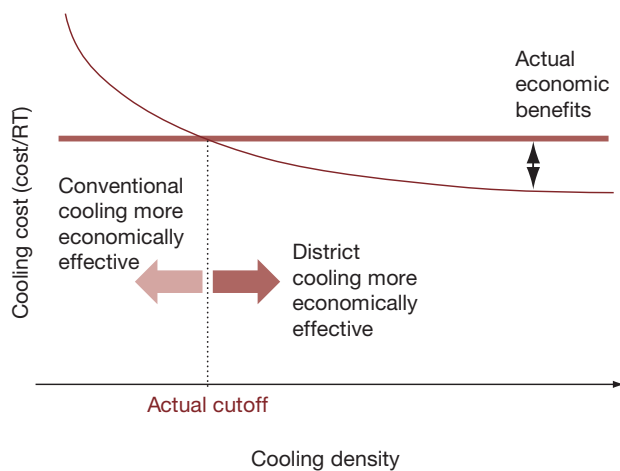 Actual
economic
benefits
Cooling cost (cost/RT)
Conventional
cooling more
economically
effective
District
cooling more
economically
effective
Actual cutoff
Cooling density